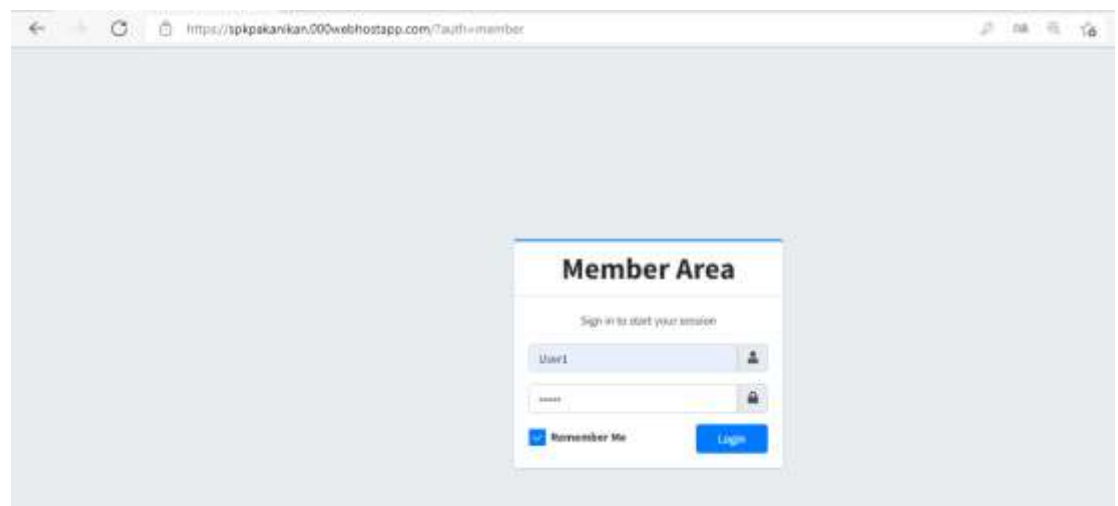 https://spkpakanikan.000webhostapp.com/?auth=member
Member Area
Sign in to start your session
User1
•••••
Remember Me
Login